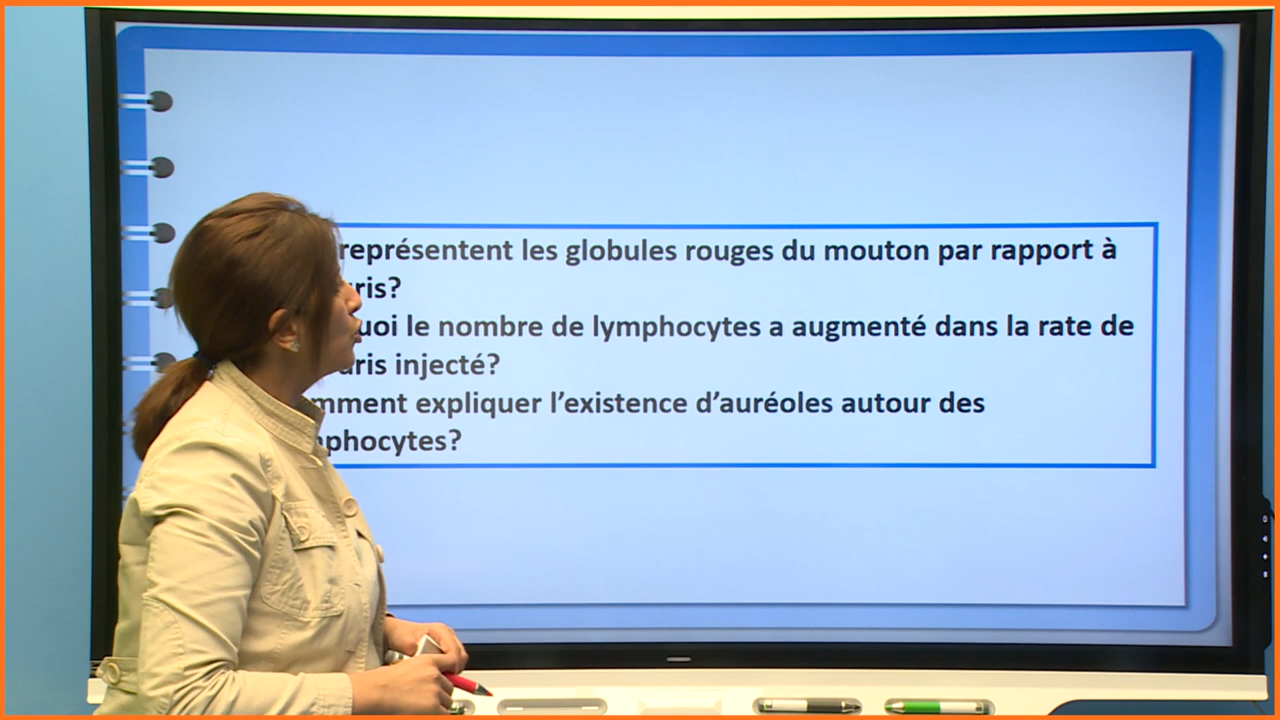 représentent les globules rouges du mouton par rapport à
ris?
uoi le nombre de lymphocytes a augmenté dans la rate de
ris injecté?
mment expliquer l’existence d’auréoles autour des
phocytes?